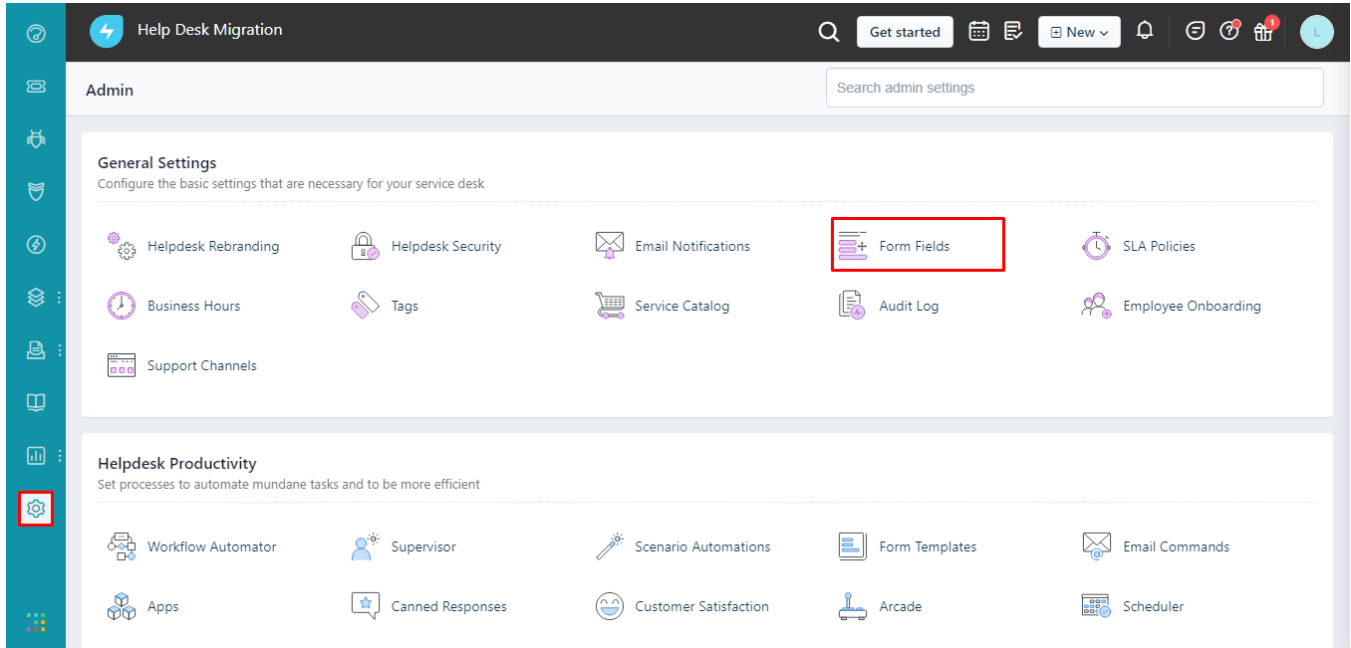 Help Desk Migration
Get started
New
1
L
Admin
Search admin settings
General Settings
Configure the basic settings that are necessary for your service desk
Helpdesk Rebranding
Helpdesk Security
Email Notifications
Form Fields
SLA Policies
Business Hours
Tags
Service Catalog
Audit Log
Employee Onboarding
Support Channels
Helpdesk Productivity
Set processes to automate mundane tasks and to be more efficient
Workflow Automator
Supervisor
Scenario Automations
Form Templates
Email Commands
Apps
Canned Responses
Customer Satisfaction
Arcade
Scheduler